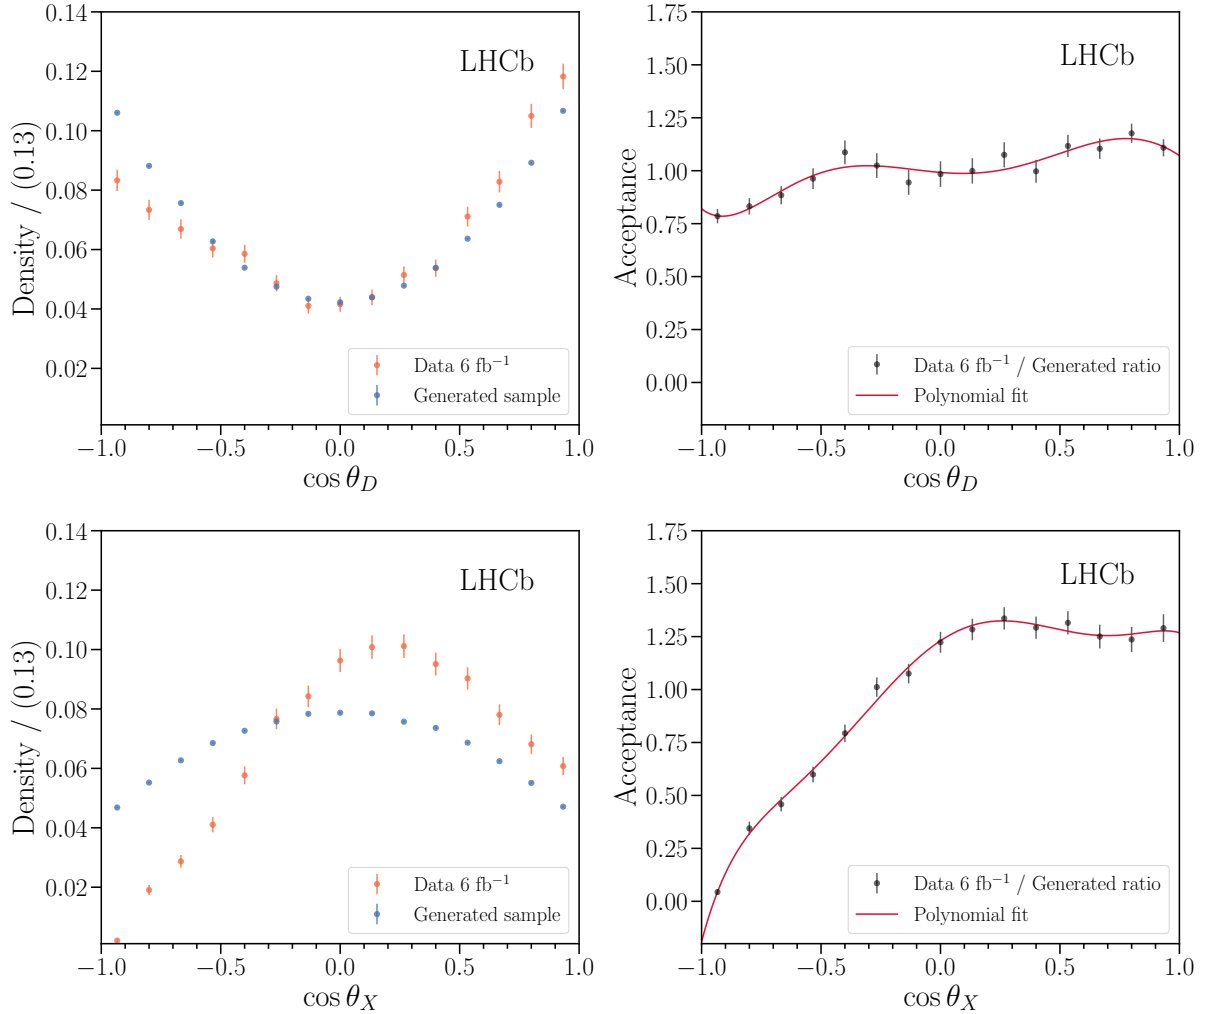 0.14
0.12
0.10
0.08
0.06
0.04
0.02
Density / (0.13)
LHCb
Data 6 fb⁻¹
Generated sample
−1.0 −0.5 0.0 0.5 1.0
cos θ_D
1.75
1.50
1.25
1.00
0.75
0.50
0.25
0.00
Acceptance
LHCb
Data 6 fb⁻¹ / Generated ratio
Polynomial fit
−1.0 −0.5 0.0 0.5 1.0
cos θ_D
0.14
0.12
0.10
0.08
0.06
0.04
0.02
Density / (0.13)
LHCb
Data 6 fb⁻¹
Generated sample
−1.0 −0.5 0.0 0.5 1.0
cos θ_X
1.75
1.50
1.25
1.00
0.75
0.50
0.25
0.00
Acceptance
LHCb
Data 6 fb⁻¹ / Generated ratio
Polynomial fit
−1.0 −0.5 0.0 0.5 1.0
cos θ_X